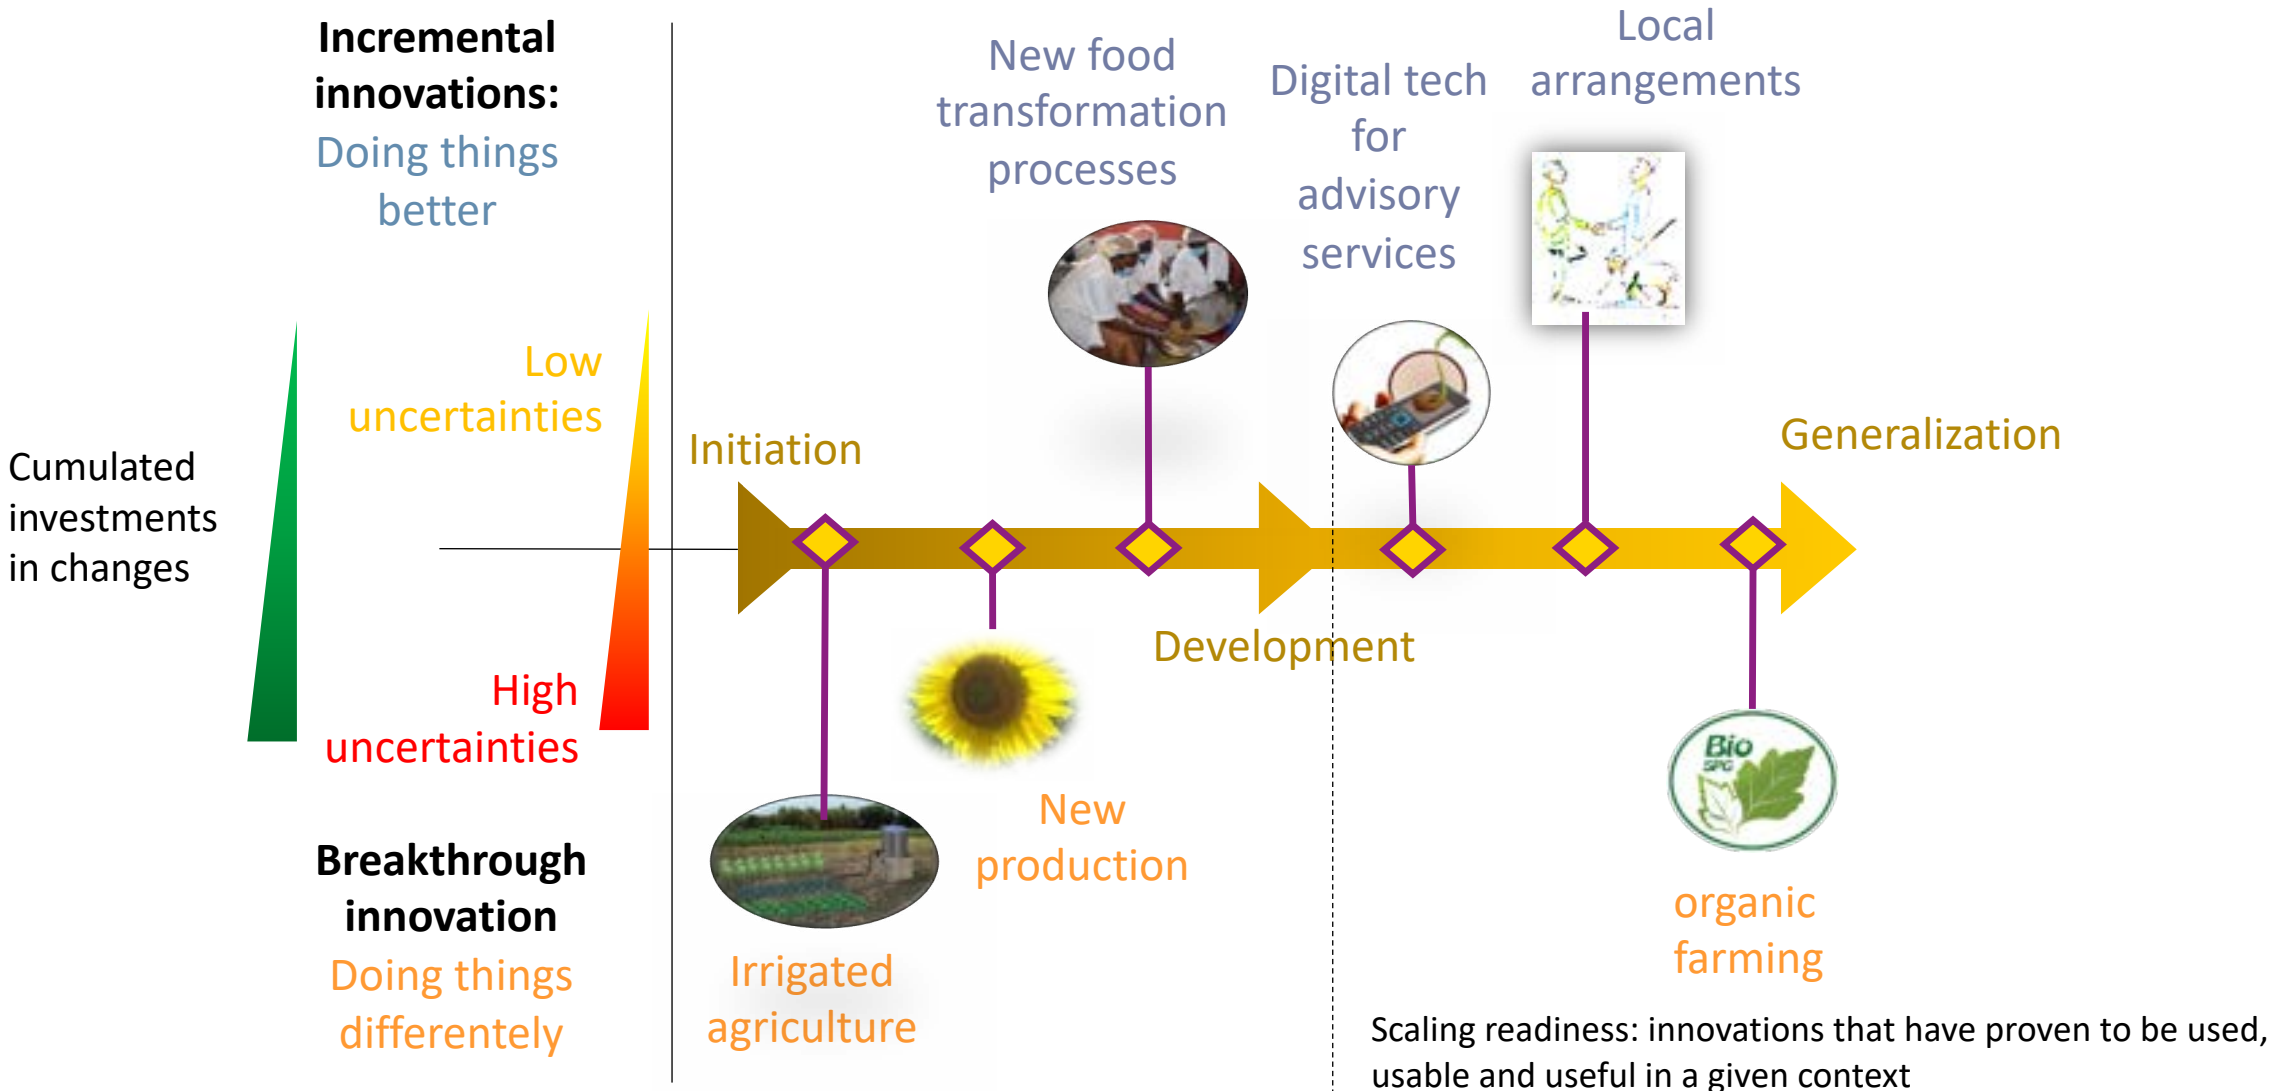 Incremental
innovations:
Doing things
better
New food
transformation
processes
Digital tech
for
advisory
services
Local
arrangements
Low
uncertainties
Cumulated
investments
in changes
High
uncertainties
Initiation
Development
Generalization
Breakthrough
innovation
Doing things
differentely
Irrigated
agriculture
New
production
Bio
SPG
organic
farming
Scaling readiness: innovations that have proven to be used,
usable and useful in a given context